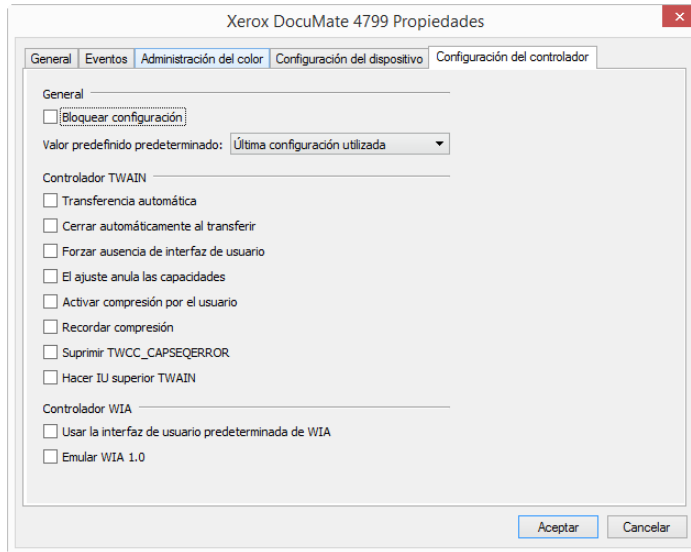 Xerox DocuMate 4799 Propiedades
General Eventos Administración del color Configuración del dispositivo Configuración del controlador
General
Bloquear configuración
Valor predefinido predeterminado: Última configuración utilizada
Controlador TWAIN
Transferencia automática
Cerrar automáticamente al transferir
Forzar ausencia de interfaz de usuario
El ajuste anula las capacidades
Activar compresión por el usuario
Recordar compresión
Suprimir TWCC_CAPSEQERROR
Hacer IU superior TWAIN
Controlador WIA
Usar la interfaz de usuario predeterminada de WIA
Emular WIA 1.0
Aceptar Cancelar